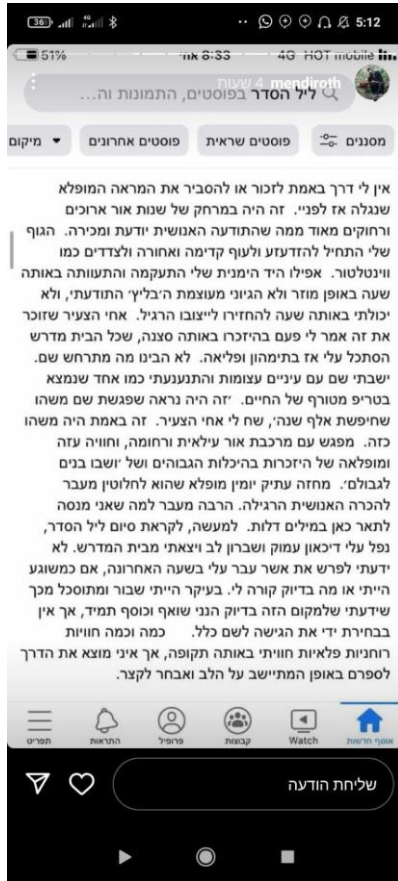 36 4G 5:12
51% 8:33 אחה 4G HOT mobile
mendiroth 4 שעות
ליל הסדר בפוסטים, התמונות וה...
מסננים פוסטים שראית פוסטים אחרונים מיקום
אין לי דרך באמת לזכור או להסביר את המראה המופלא
שנגלה אז לפניי. זה היה במרחק של שנות אור ארוכים
ורחוקים מאוד ממה שהתודעה האנושית יודעת ומכירה. הגוף
שלי התחיל להזדעזע ולעוף קדימה ואחורה ולצדדים כמו
ווינטלטור. אפילו היד הימנית שלי התעקמה והתעוותה באותה
שעה באופן מוזר ולא הגיוני מעוצמת ה׳בליץ׳ התודעתי, ולא
יכולתי באותה שעה להחזירו לייצובו הרגיל. אחי הצעיר שזוכר
את זה אמר לי פעם בהיזכרו באותה סצנה, שכל הבית מדרש
הסתכל עלי אז בתימהון ופליאה. לא הבינו מה מתרחש שם.
ישבתי שם עם עיניים עצומות והתנענעתי כמו אחד שנמצא
בטריפ מטורף של החיים. ׳זה היה נראה שפגשת שם משהו
שחיפשת אלף שנה׳, שח לי אחי הצעיר. זה באמת היה משהו
כזה. מפגש עם מרכבת אור עילאית ורחומה, וחוויה עזה
ומופלאה של היזכרות בהיכלות הגבוהים ושל ׳ושבו בנים
לגבולם׳. מחזה עתיק יומין מופלא שהוא לחלוטין מעבר
להכרה האנושית הרגילה. הרבה מעבר למה שאני מנסה
לתאר כאן במילים דלות. למעשה, לקראת סיום ליל הסדר,
נפל עלי דיכאון עמוק ושברון לב ויצאתי מבית המדרש. לא
ידעתי לפרש את אשר עבר עלי בשעה האחרונה, אם כמשוגע
הייתי או מה בדיוק קורה לי. בעיקר הייתי שבור ומתוסכל מכך
שידעתי שלמקום הזה בדיוק הנני שואף וכוסף תמיד, אך אין
בבחירת ידי את הגישה לשם כלל. כמה וכמה חוויות
רוחניות פלאיות חוויתי באותה תקופה, אך איני מוצא את הדרך
לספרם באופן המתיישב על הלב ואבחר לקצר.
אוסף חדשות Watch קבוצות פרופיל התראות תפריט
שליחת הודעה